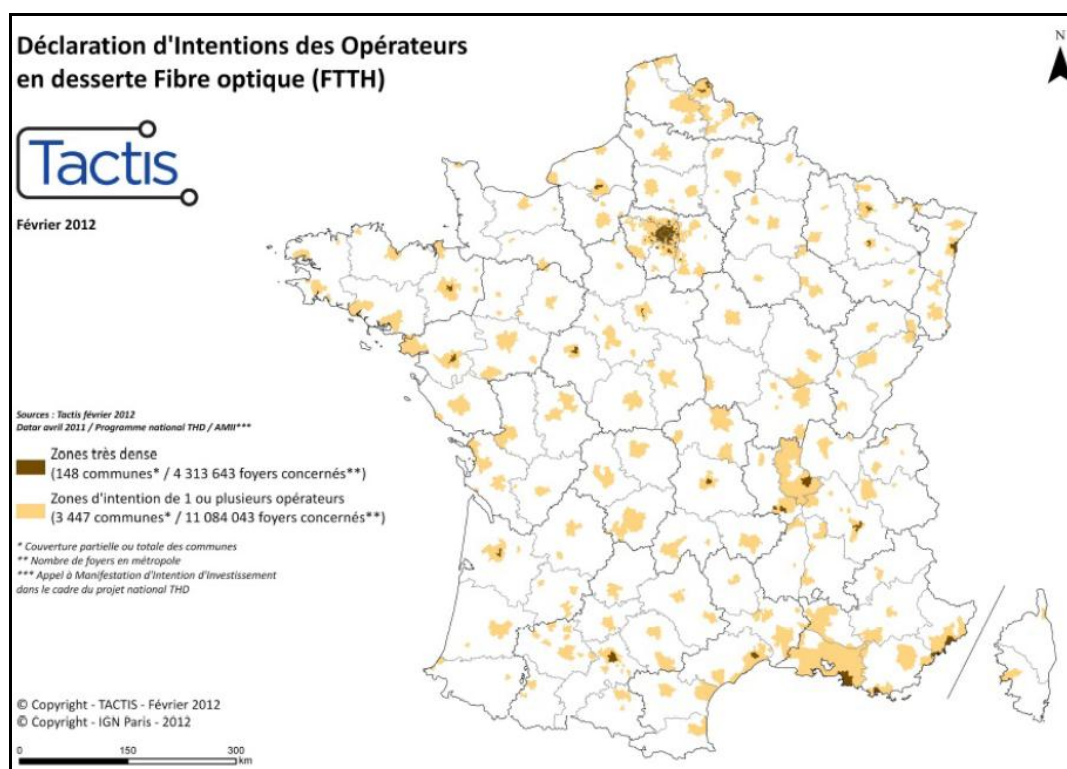 Déclaration d'Intentions des Opérateurs
en desserte Fibre optique (FTTH)
N
Tactis
Février 2012
Sources : Tactis février 2012
Datar avril 2011 / Programme national THD / AMII***
Zones très dense
(148 communes* / 4 313 643 foyers concernés**)
Zones d'intention de 1 ou plusieurs opérateurs
(3 447 communes* / 11 084 043 foyers concernés**)
* Couverture partielle ou totale des communes
** Nombre de foyers en métropole
*** Appel à Manifestation d'Intention d'Investissement
dans le cadre du projet national THD
© Copyright - TACTIS - Février 2012
© Copyright - IGN Paris - 2012
0 150 300
km